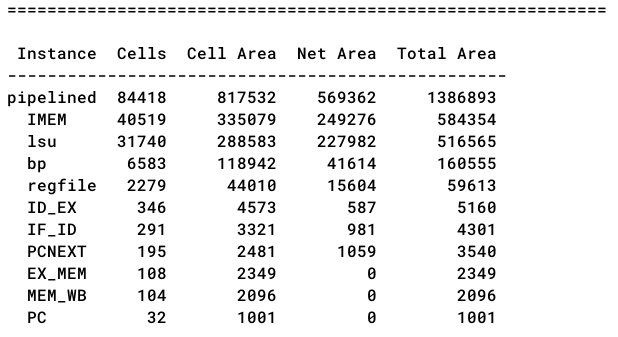 ============================================================
 Instance  Cells  Cell Area  Net Area  Total Area
--------------------------------------------------
pipelined  84418     817532    569362     1386893
  IMEM     40519     335079    249276      584354
  lsu      31740     288583    227982      516565
  bp        6583     118942     41614      160555
  regfile   2279      44010     15604       59613
  ID_EX      346       4573       587        5160
  IF_ID      291       3321       981        4301
  PCNEXT     195       2481      1059        3540
  EX_MEM     108       2349         0        2349
  MEM_WB     104       2096         0        2096
  PC          32       1001         0        1001